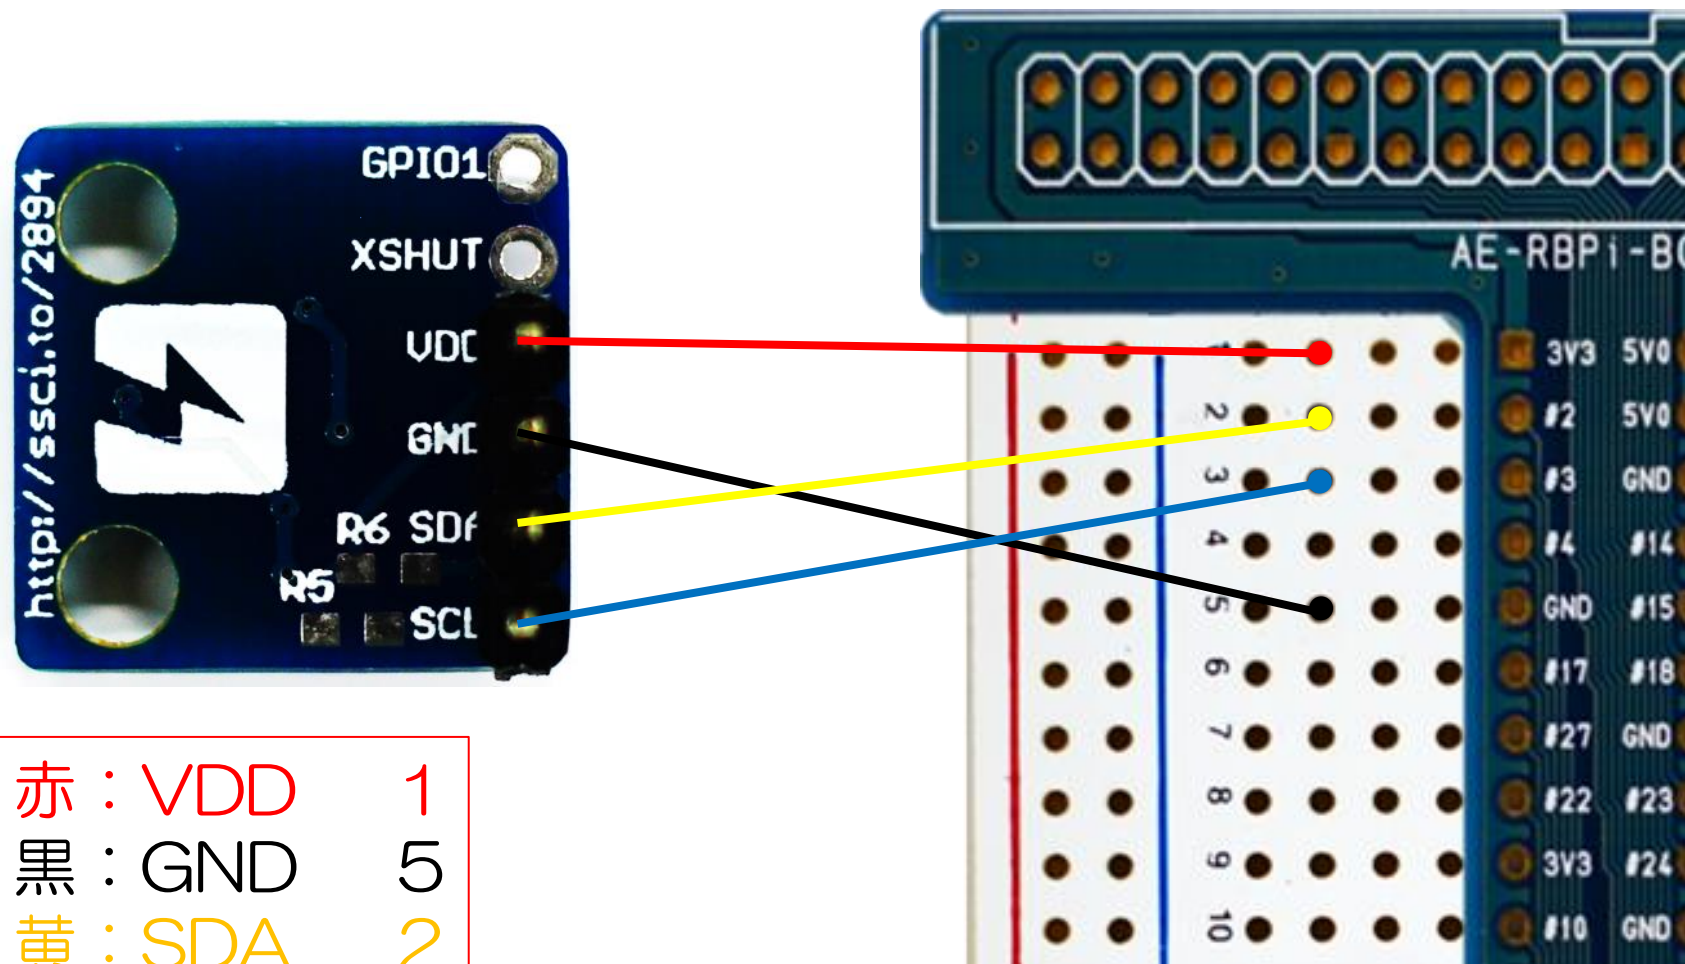 http://ssci.to/2894
GPIO1
XSHUT
VDD
GND
R6 SDA
R5
SCL
赤：VDD 1
黒：GND 5
黄：SDA 2
AE-RBPi-BO
3V3 5V0
2 #2 5V0
3 #3 GND
4 #4 #14
5 GND #15
6 #17 #18
7 #27 GND
8 #22 #23
9 3V3 #24
10 #10 GND